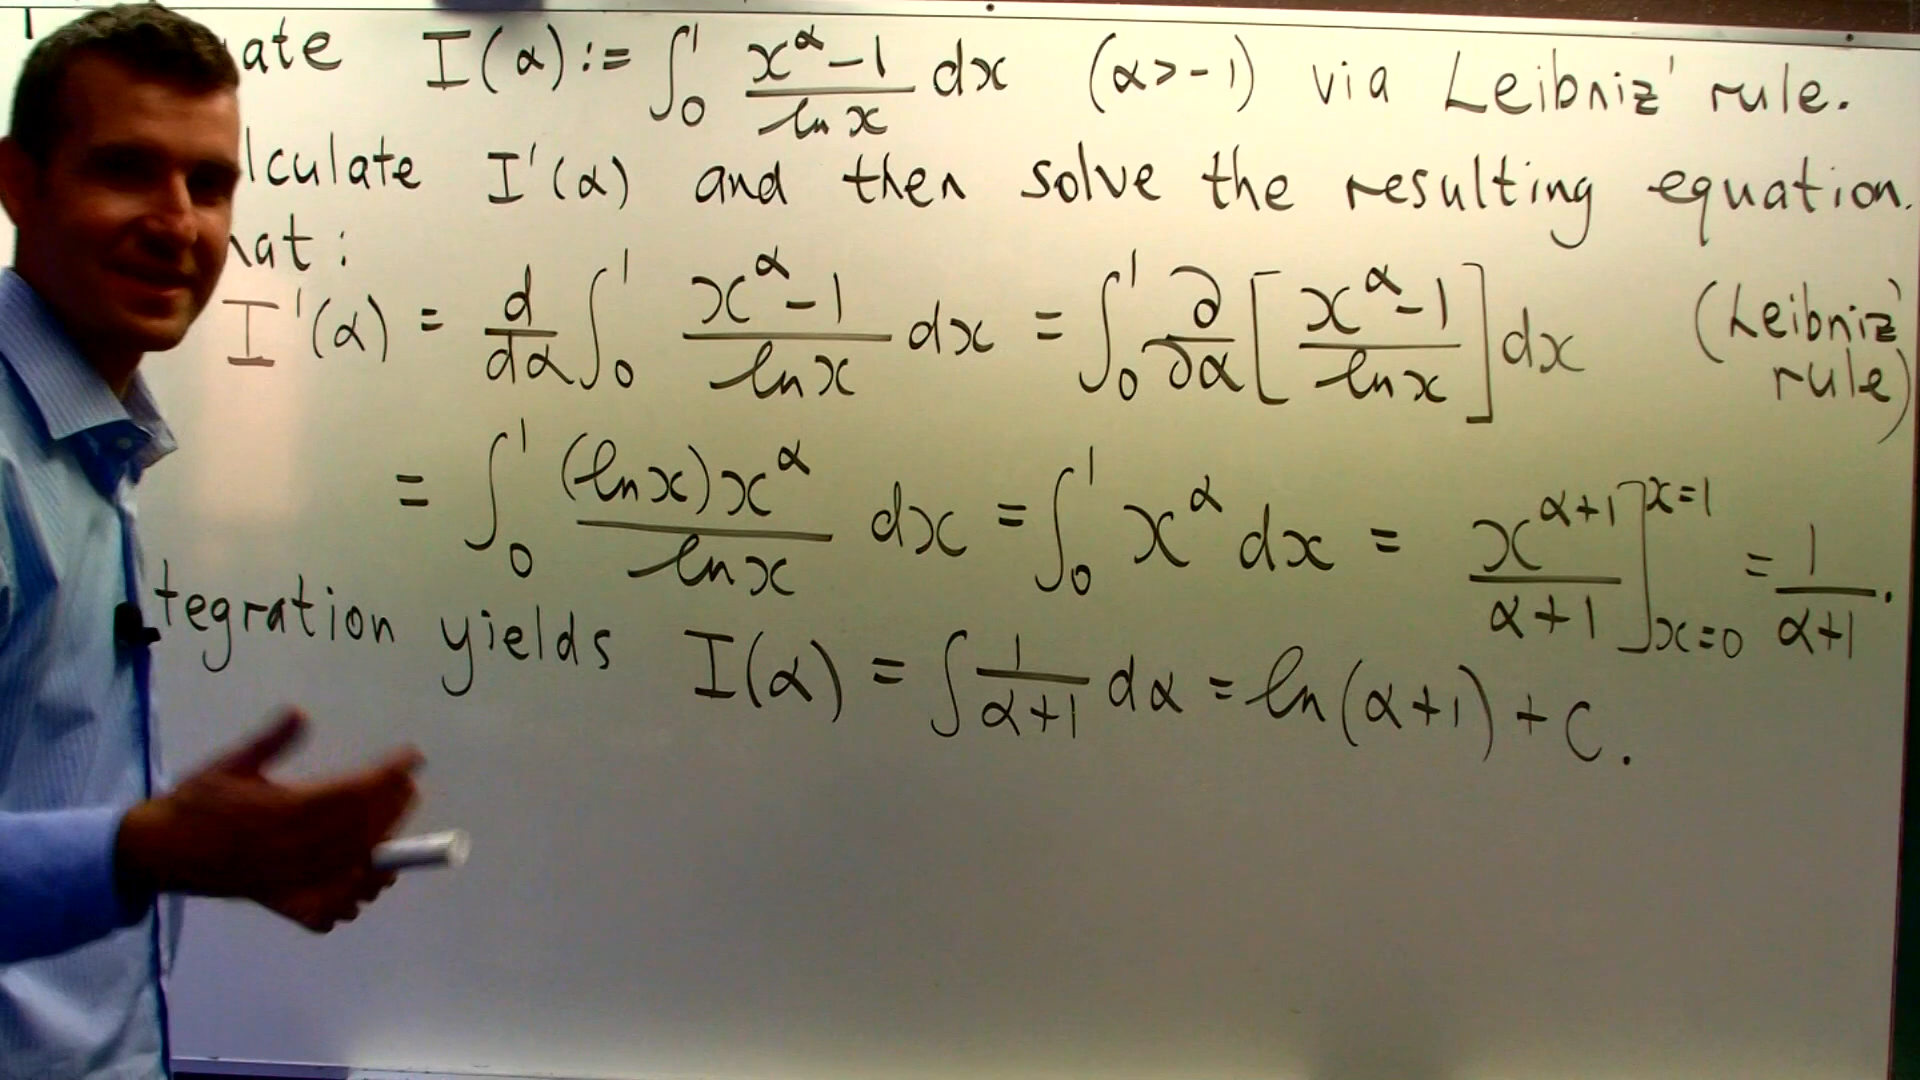 ate I(α) := ∫₀¹ (x^α − 1)/(ln x) dx (α > −1) via Leibniz' rule.
lculate I'(α) and then solve the resulting equation.
hat :
I'(α) = d/dα ∫₀¹ (x^α − 1)/(ln x) dx = ∫₀¹ ∂/∂α [(x^α − 1)/(ln x)] dx (Leibniz' rule)
= ∫₀¹ ((ln x) x^α)/(ln x) dx = ∫₀¹ x^α dx = x^(α+1)/(α+1)]_(x=0)^(x=1) = 1/(α+1).
tegration yields I(α) = ∫ 1/(α+1) dα = ln(α+1) + C.